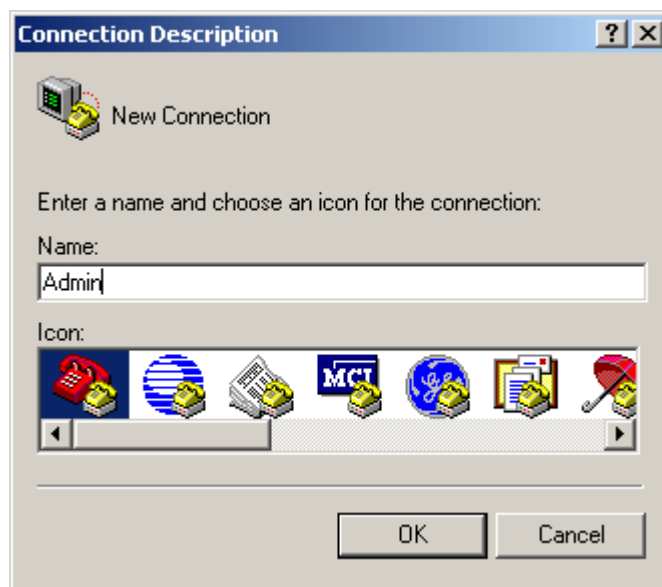 Connection Description
New Connection
Enter a name and choose an icon for the connection:
Name:
Admin
Icon:
MCI
OK
Cancel